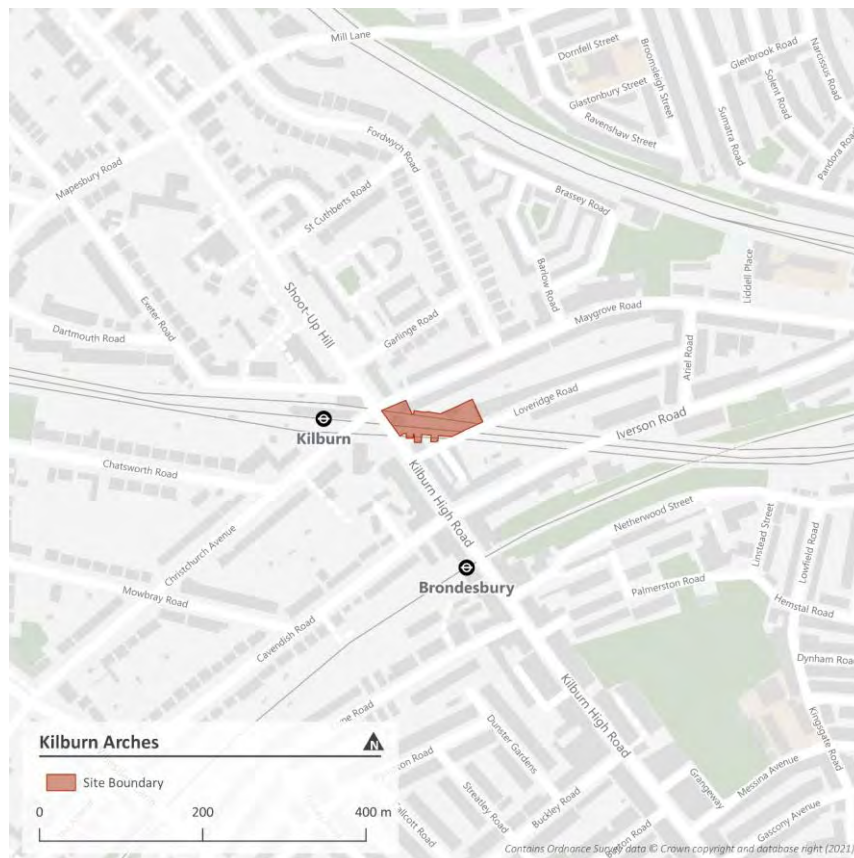 Mill Lane
Dornfell Street
Broomsleigh Street
Glenbrook Road
Narcissus Road
Solent Road
Glastonbury Street
Ravenshaw Street
Sumatra Road
Pandora Road
Fordwych Road
Mapesbury Road
St Cuthberts Road
Brassey Road
Barlow Road
Liddell Place
Exeter Road
Shoot-Up Hill
Garlinge Road
Maygrove Road
Dartmouth Road
Ariel Road
Loveridge Road
Iverson Road
Kilburn
Chatsworth Road
Kilburn High Road
Netherwood Street
Linstead Street
Lowfield Road
Christchurch Avenue
Brondesbury
Palmerston Road
Hemstal Road
Mowbray Road
Cavendish Road
Dynham Road
Kilburn High Road
Kingsgate Road
Dunster Gardens
Road
Road
Streatley Road
Buckley Road
Grangeway
Messina Avenue
Gascony Avenue
Road
Road
Kilburn Arches
N
Site Boundary
0 200 400 m
Contains Ordnance Survey data © Crown copyright and database right (2021)